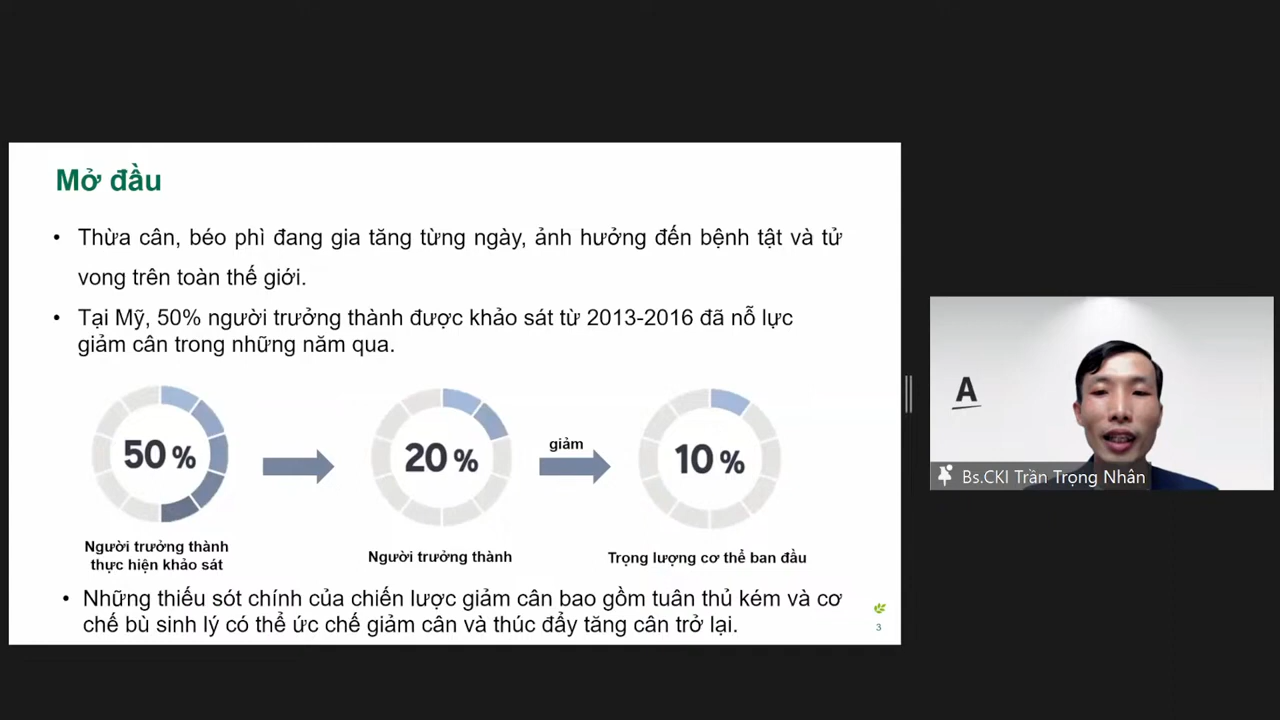 Mở đầu
• Thừa cân, béo phì đang gia tăng từng ngày, ảnh hưởng đến bệnh tật và tử
vong trên toàn thế giới.
• Tại Mỹ, 50% người trưởng thành được khảo sát từ 2013-2016 đã nỗ lực
giảm cân trong những năm qua.
50 %
20 %
giảm
10 %
Người trưởng thành
thực hiện khảo sát
Người trưởng thành
Trọng lượng cơ thể ban đầu
• Những thiếu sót chính của chiến lược giảm cân bao gồm tuân thủ kém và cơ
chế bù sinh lý có thể ức chế giảm cân và thúc đẩy tăng cân trở lại.
3
A
Bs.CKI Trần Trọng Nhân